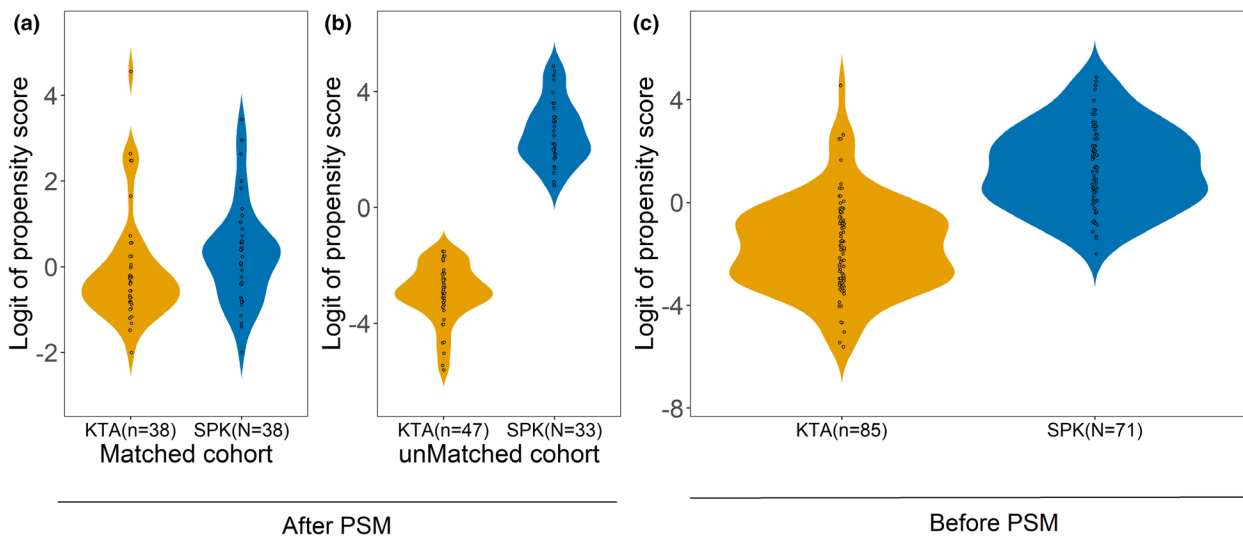 (a)
Logit of propensity score
4
2
0
-2
KTA(n=38) SPK(N=38)
Matched cohort
(b)
Logit of propensity score
4
0
-4
KTA(n=47) SPK(N=33)
unMatched cohort
After PSM
(c)
Logit of propensity score
4
0
-4
-8
KTA(n=85) SPK(N=71)
Before PSM